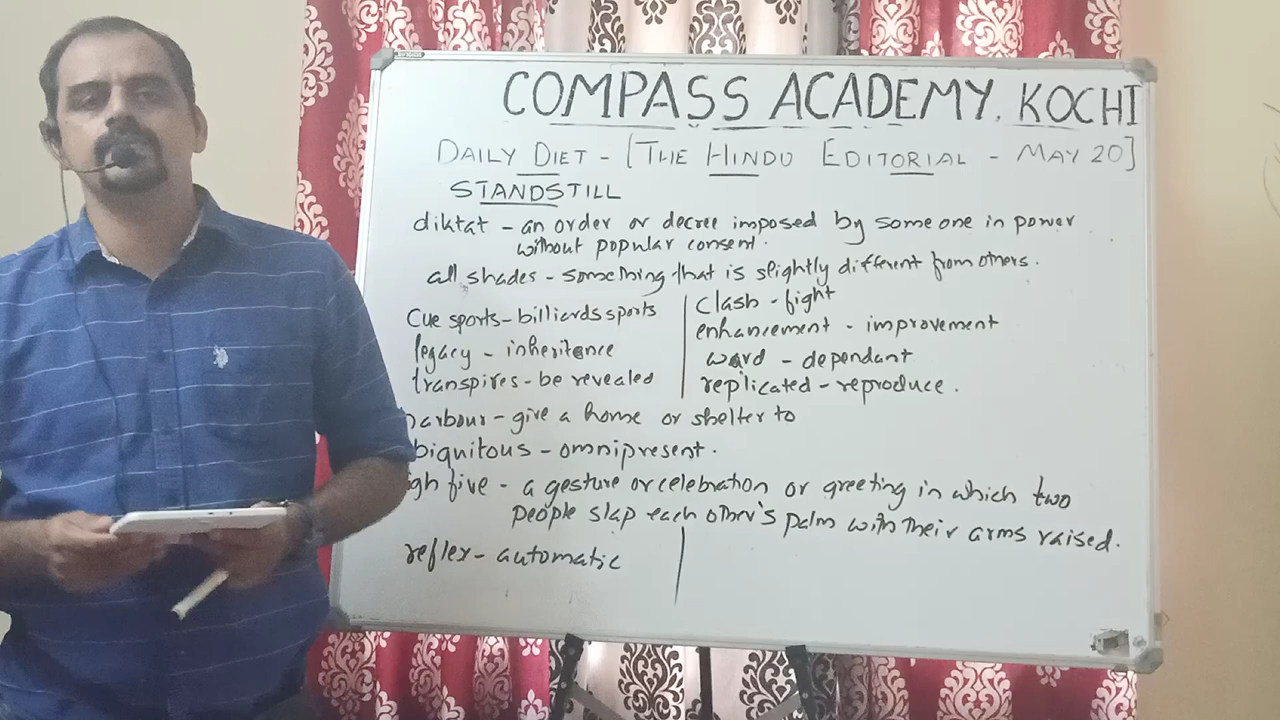 COMPASS ACADEMY, KOCHI
DAILY DIET - [THE HINDU EDITORIAL - MAY 20]
STANDSTILL
diktat - an order or decree imposed by someone in power
without popular consent.
all shades - something that is slightly different from others.
Cue sports - billiards sports
legacy - inheritence
transpires - be revealed
clash - fight
enhancement - improvement
ward - dependant
replicated - reproduce.
arbour - give a home or shelter to
biquitous - omnipresent.
igh five - a gesture or celebration or greeting in which two
people slap each other's palm with their arms raised.
reflex - automatic